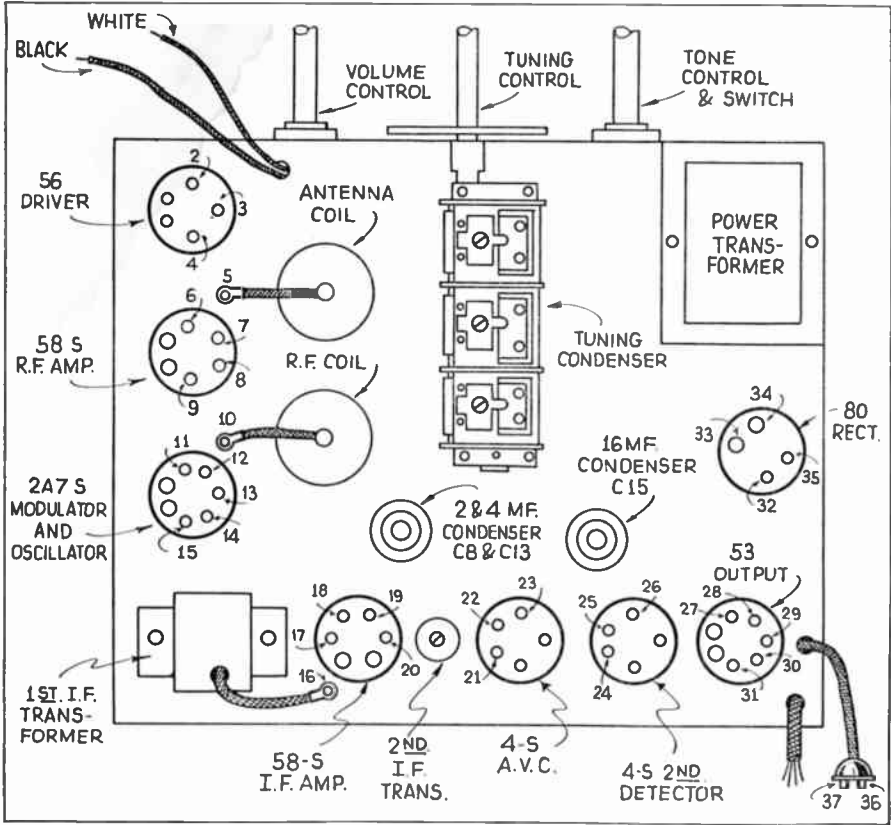 WHITE
BLACK
VOLUME
CONTROL
TUNING
CONTROL
TONE
CONTROL
& SWITCH
56
DRIVER
2
3
4
ANTENNA
COIL
5
POWER
TRANS-
FORMER
58 S
R.F. AMP.
6
7
8
9
R.F. COIL
10
TUNING
CONDENSER
2A7 S
MODULATOR
AND
OSCILLATOR
11
12
13
14
15
2&4 MF.
CONDENSER
C8 & C13
16 MF.
CONDENSER
C15
80
RECT.
34
33
35
32
53
OUTPUT
1ST. I.F.
TRANS-
FORMER
16
17
18
19
20
22
23
21
25
26
24
27
28
29
30
31
58-S
I.F. AMP.
2ND
I.F.
TRANS.
4-S
A.V.C.
4-S 2ND
DETECTOR
37
36